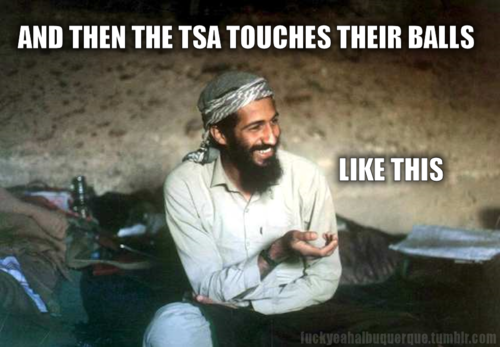 AND THEN THE TSA TOUCHES THEIR BALLS
LIKE THIS
fuckyeahalbuquerque.tumblr.com